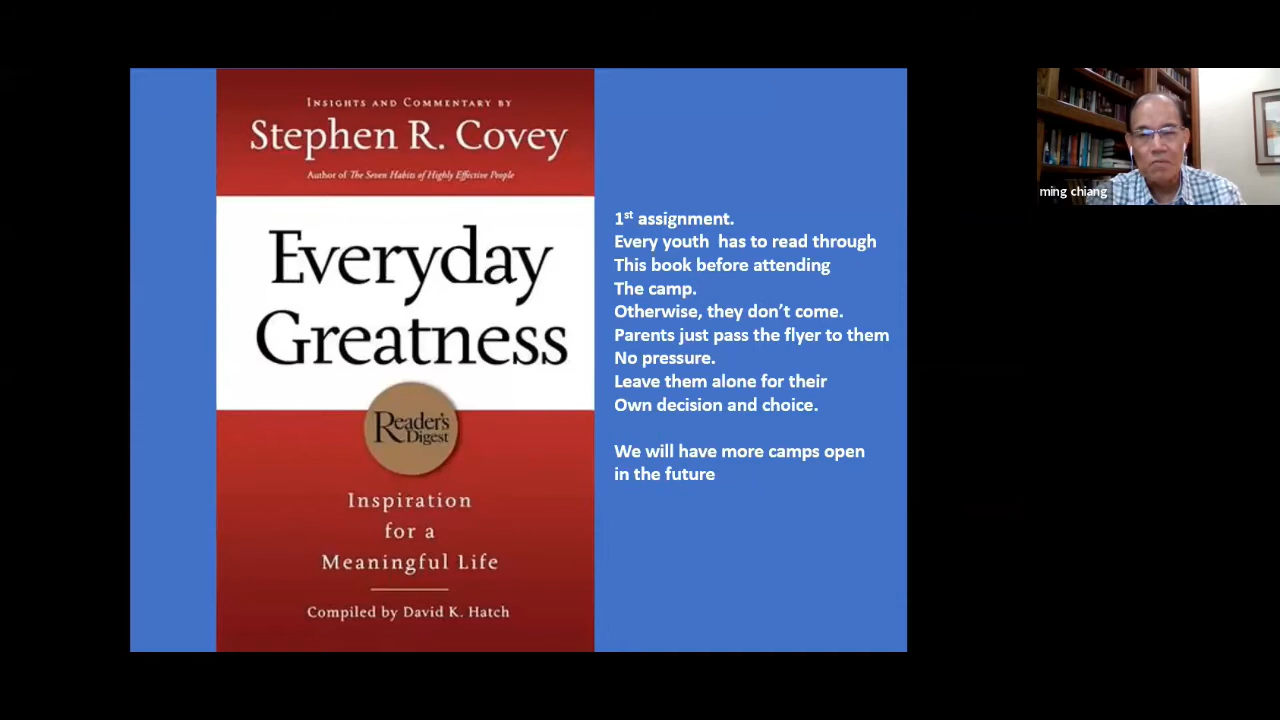 INSIGHTS AND COMMENTARY BY
Stephen R. Covey
Author of The Seven Habits of Highly Effective People
Everyday
Greatness
Reader's
Digest
Inspiration
for a
Meaningful Life
Compiled by David K. Hatch
1st assignment.
Every youth has to read through
This book before attending
The camp.
Otherwise, they don't come.
Parents just pass the flyer to them
No pressure.
Leave them alone for their
Own decision and choice.
We will have more camps open
in the future
ming chiang